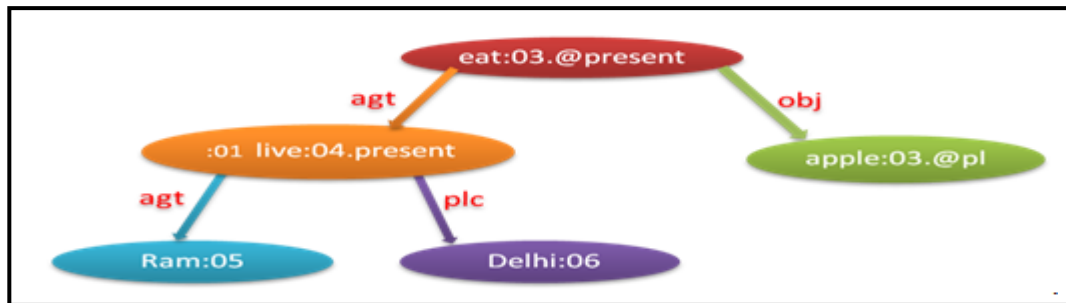 eat:03.@present
agt
obj
:01 live:04.present
apple:03.@pl
agt
plc
Ram:05
Delhi:06